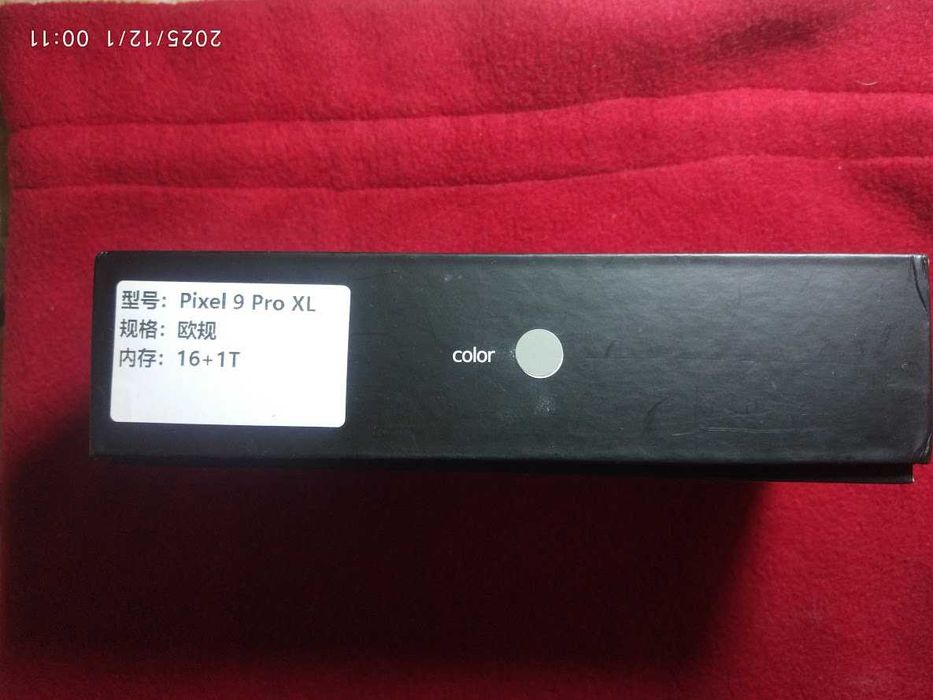 2025/12/1 00:11
型号：Pixel 9 Pro XL
规格：欧规
内存：16+1T
color